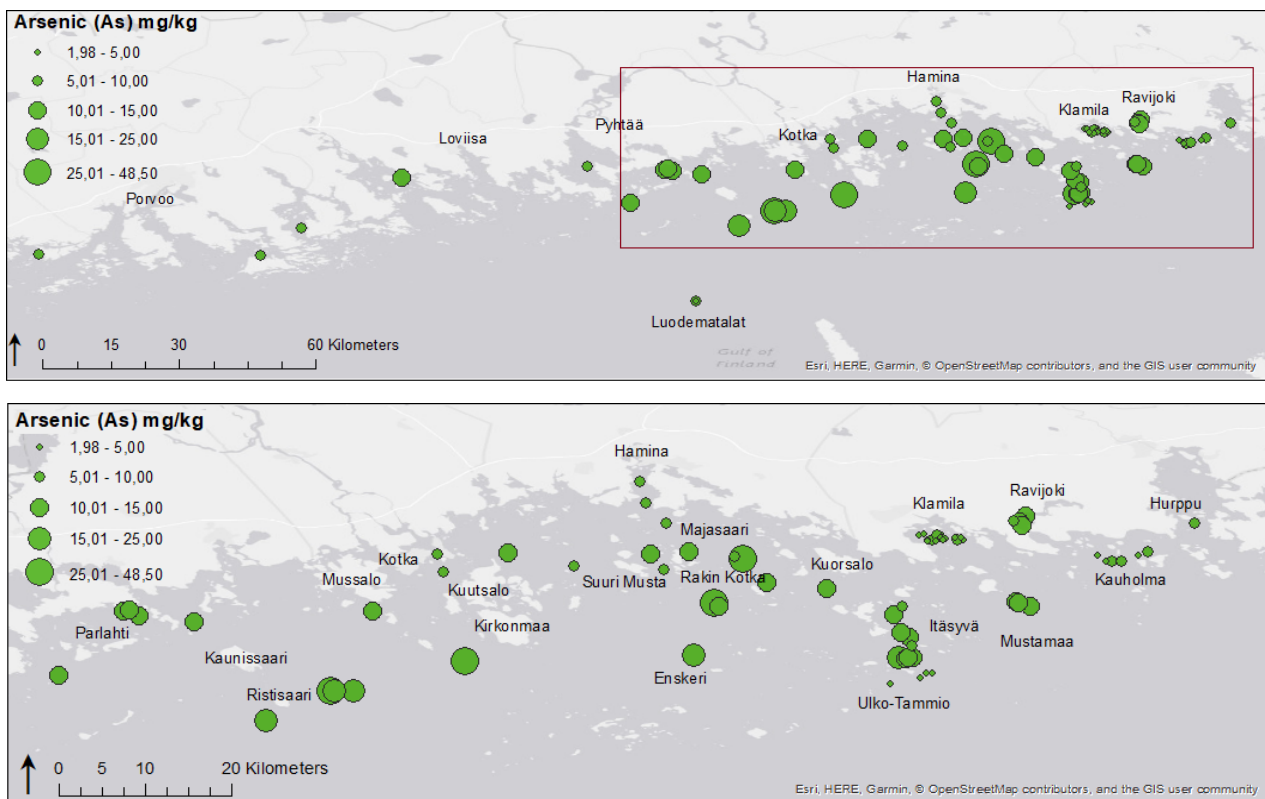 Arsenic (As) mg/kg
1,98 - 5,00
5,01 - 10,00
10,01 - 15,00
15,01 - 25,00
25,01 - 48,50
Hamina
Klamila
Ravijoki
Pyhtää
Kotka
Loviisa
Porvoo
Luodematalat
0 30 60 Kilometers
Gulf of
Finland
Esri, HERE, Garmin, © OpenStreetMap contributors, and the GIS user community
Arsenic (As) mg/kg
1,98 - 5,00
5,01 - 10,00
10,01 - 15,00
15,01 - 25,00
25,01 - 48,50
Hamina
Klamila
Ravijoki
Hurppu
Majasaari
Kotka
Kuorsalo
Mussalo
Kuutsalo
Suuri Musta
Rakin Kotka
Kauholma
Parlahti
Kirkonmaa
Itäsyvä
Mustamaa
Kaunissaari
Enskeri
Ristisaari
Ulko-Tammio
0 5 10 20 Kilometers
Esri, HERE, Garmin, © OpenStreetMap contributors, and the GIS user community